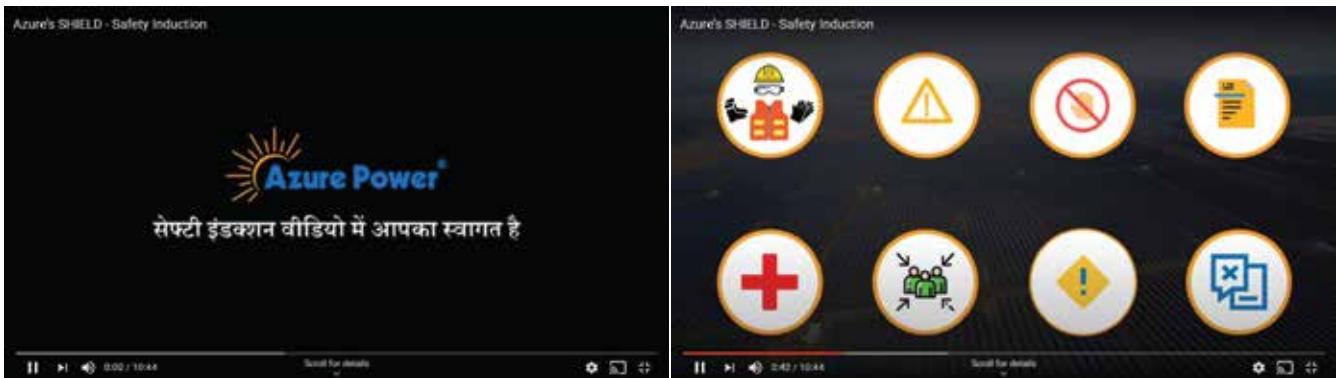 Azure's SHIELD - Safety Induction
Azure Power®
सेफ्टी इंडक्शन वीडियो में आपका स्वागत है
0:02 / 10:44
Scroll for details
Azure's SHIELD - Safety Induction
2:42 / 10:44
Scroll for details